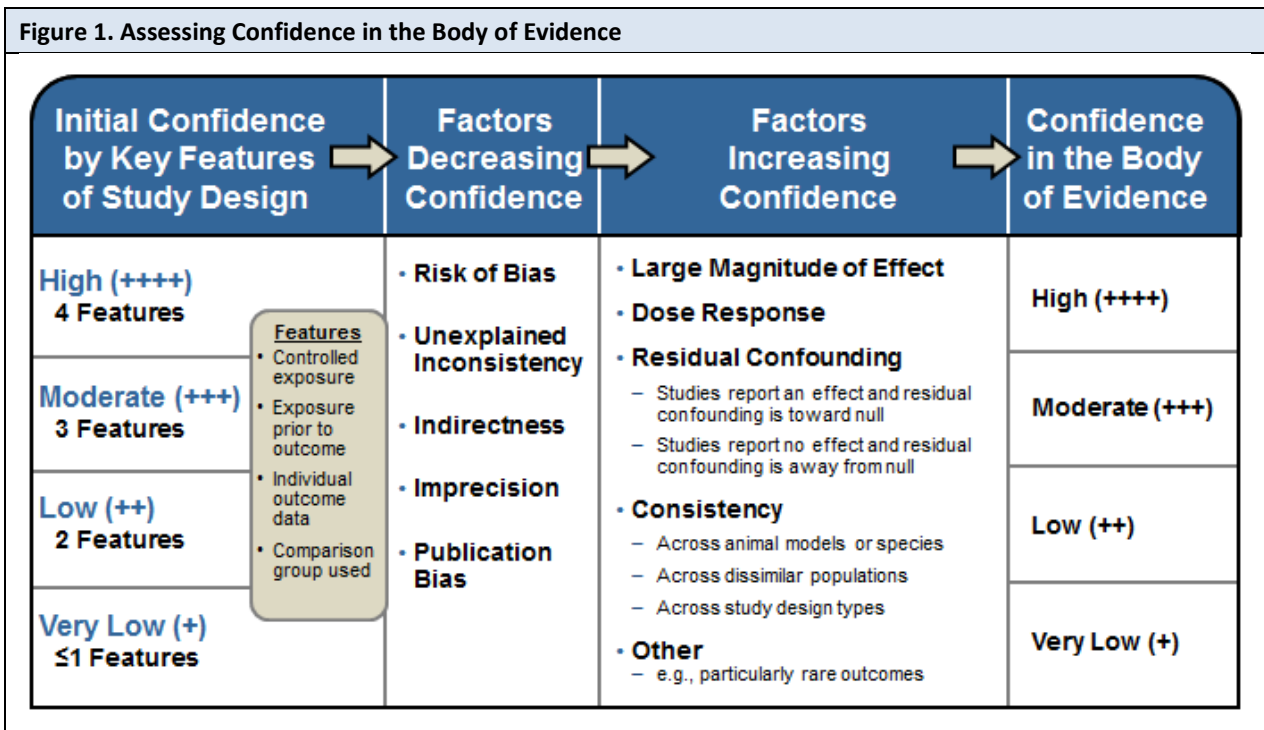 Figure 1. Assessing Confidence in the Body of Evidence
Initial Confidence
by Key Features
of Study Design
Factors
Decreasing
Confidence
Factors
Increasing
Confidence
Confidence
in the Body
of Evidence
High (++++)
4 Features
Moderate (+++)
3 Features
Low (++)
2 Features
Very Low (+)
≤1 Features
Features
• Controlled
exposure
• Exposure
prior to
outcome
• Individual
outcome
data
• Comparison
group used
• Risk of Bias
• Unexplained
Inconsistency
• Indirectness
• Imprecision
• Publication
Bias
• Large Magnitude of Effect
• Dose Response
• Residual Confounding
– Studies report an effect and residual
confounding is toward null
– Studies report no effect and residual
confounding is away from null
• Consistency
– Across animal models or species
– Across dissimilar populations
– Across study design types
• Other
– e.g., particularly rare outcomes
High (++++)
Moderate (+++)
Low (++)
Very Low (+)